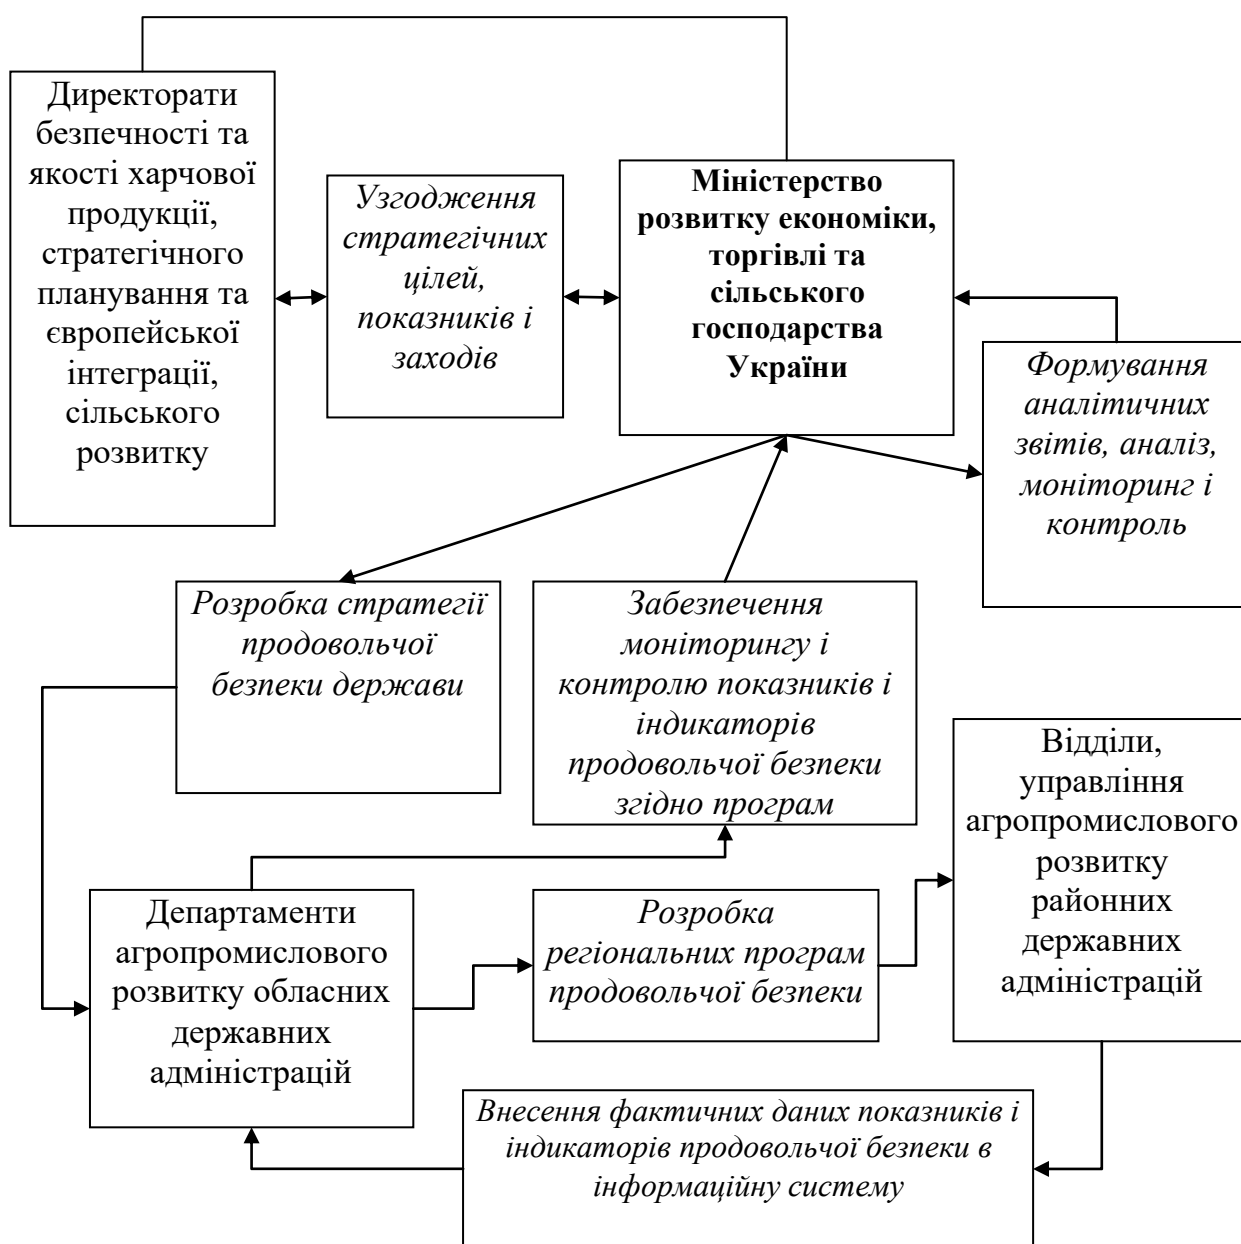 Директорати
безпечності та
якості харчової
продукції,
стратегічного
планування та
європейської
інтеграції,
сільського
розвитку
Узгодження
стратегічних
цілей,
показників і
заходів
Міністерство
розвитку економіки,
торгівлі та
сільського
господарства
України
Формування
аналітичних
звітів, аналіз,
моніторинг і
контроль
Розробка стратегії
продовольчої
безпеки держави
Забезпечення
моніторингу і
контролю показників і
індикаторів
продовольчої безпеки
згідно програм
Відділи,
управління
агропромислового
розвитку
районних
державних
адміністрацій
Департаменти
агропромислового
розвитку обласних
державних
адміністрацій
Розробка
регіональних програм
продовольчої безпеки
Внесення фактичних даних показників і
індикаторів продовольчої безпеки в
інформаційну систему